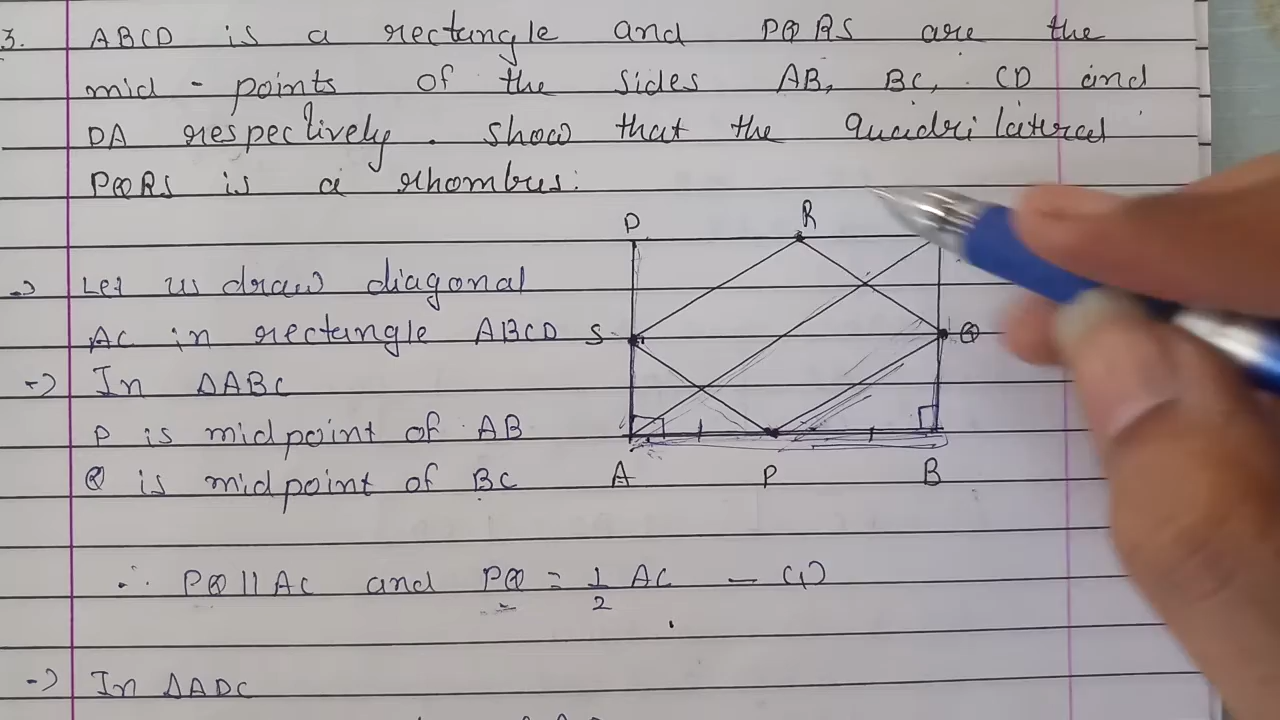 3. ABCD is a rectangle and PQRS are the
mid-points of the sides AB, BC, CD and
DA respectively. Show that the quadrilateral
PQRS is a rhombus.
D R
-> Let us draw diagonal
AC in rectangle ABCD S Q
-> In ΔABC
P is midpoint of AB
Q is midpoint of BC A P B
∴ PQ || AC and PQ = 1/2 AC - (1)
-> In ΔADC